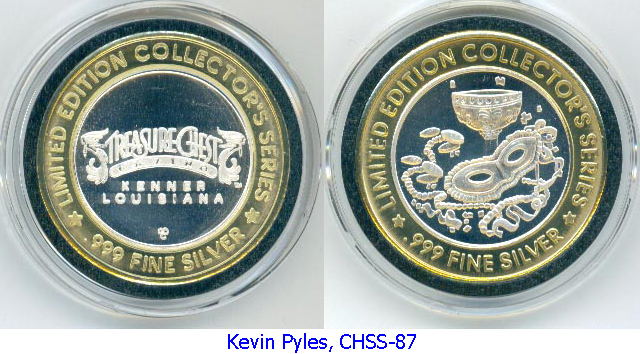 LIMITED EDITION COLLECTOR'S SERIES
TREASURE CHEST
CASINO
KENNER
LOUISIANA
★ .999 FINE SILVER ★
LIMITED EDITION COLLECTOR'S SERIES
★ .999 FINE SILVER ★
Kevin Pyles, CHSS-87